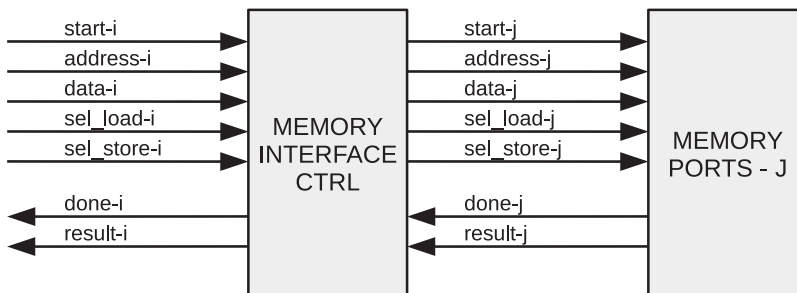 start-i
address-i
data-i
sel_load-i
sel_store-i
done-i
result-i
MEMORY
INTERFACE
CTRL
start-j
address-j
data-j
sel_load-j
sel_store-j
done-j
result-j
MEMORY
PORTS - J